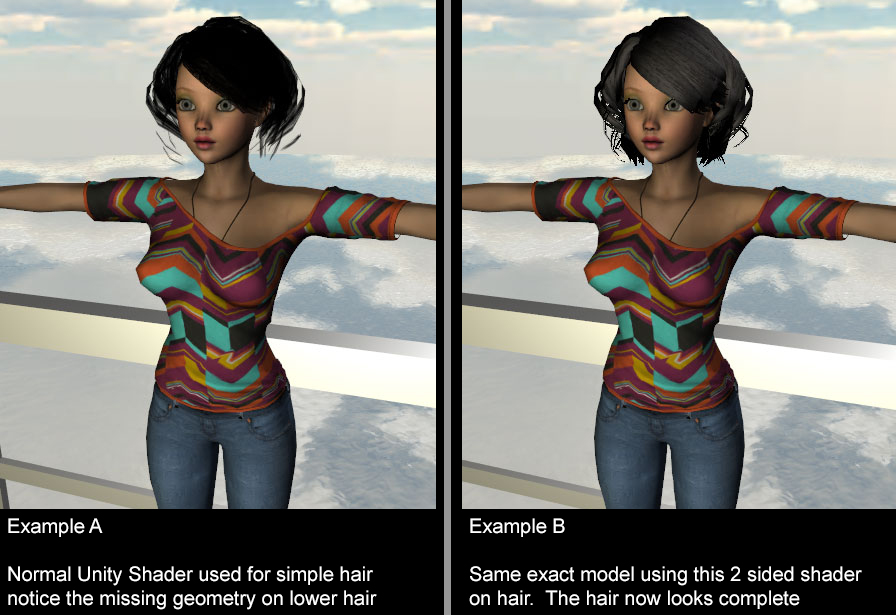 Example A
Normal Unity Shader used for simple hair
notice the missing geometry on lower hair
Example B
Same exact model using this 2 sided shader
on hair.  The hair now looks complete